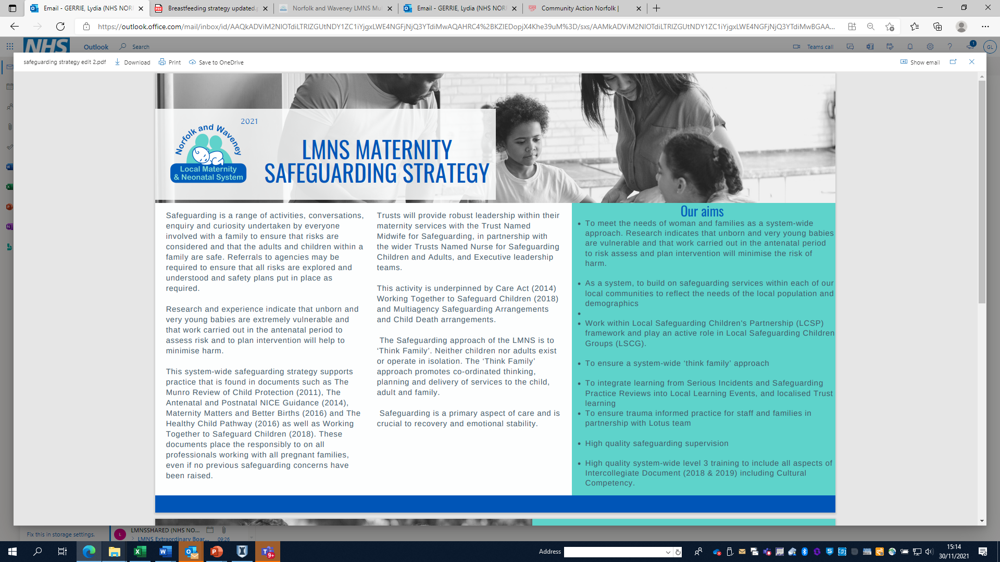 Email - GERRIE, Lydia (NHS NORF
Breastfeeding strategy updated.p
Norfolk and Waveney LMNS Mul
Email - GERRIE, Lydia (NHS NORF
Community Action Norfolk |
https://outlook.office.com/mail/inbox/id/AAQkADViM2NIOTdiLTRlZGUtNDY1ZC1iYjgxLWE4NGFjNjQ3YTdiMwAQAHRC4%2BKZIEDopjX4Khe39uM%3D/sxs/AAMkADViM2NIOTdiLTRlZGUtNDY1ZC1iYjgxLWE4NGFjNjQ3YTdiMwBGAA...
NHS
Outlook
Search
Teams call
1
GL
safeguarding strategy edit 2.pdf
Download
Print
Save to OneDrive
Show email
2021
Norfolk and Waveney
Local Maternity
& Neonatal System
LMNS MATERNITY
SAFEGUARDING STRATEGY
Safeguarding is a range of activities, conversations,
enquiry and curiosity undertaken by everyone
involved with a family to ensure that risks are
considered and that the adults and children within a
family are safe. Referrals to agencies may be
required to ensure that all risks are explored and
understood and safety plans put in place as
required.
Research and experience indicate that unborn and
very young babies are extremely vulnerable and
that work carried out in the antenatal period to
assess risk and to plan intervention will help to
minimise harm.
This system-wide safeguarding strategy supports
practice that is found in documents such as The
Munro Review of Child Protection (2011), The
Antenatal and Postnatal NICE Guidance (2014),
Maternity Matters and Better Births (2016) and The
Healthy Child Pathway (2016) as well as Working
Together to Safeguard Children (2018). These
documents place the responsibly to on all
professionals working with all pregnant families,
even if no previous safeguarding concerns have
been raised.
Trusts will provide robust leadership within their
maternity services with the Trust Named
Midwife for Safeguarding, in partnership with
the wider Trusts Named Nurse for Safeguarding
Children and Adults, and Executive leadership
teams.
This activity is underpinned by Care Act (2014)
Working Together to Safeguard Children (2018)
and Multiagency Safeguarding Arrangements
and Child Death arrangements.
The Safeguarding approach of the LMNS is to
‘Think Family’. Neither children nor adults exist
or operate in isolation. The ‘Think Family’
approach promotes co-ordinated thinking,
planning and delivery of services to the child,
adult and family.
Safeguarding is a primary aspect of care and is
crucial to recovery and emotional stability.
Our aims
• To meet the needs of woman and families as a system-wide
approach. Research indicates that unborn and very young babies
are vulnerable and that work carried out in the antenatal period
to risk assess and plan intervention will minimise the risk of
harm.
• As a system, to build on safeguarding services within each of our
local communities to reflect the needs of the local population and
demographics
•
• Work within Local Safeguarding Children's Partnership (LCSP)
framework and play an active role in Local Safeguarding Children
Groups (LSCG).
• To ensure a system-wide ‘think family’ approach
• To integrate learning from Serious Incidents and Safeguarding
Practice Reviews into Local Learning Events, and localised Trust
learning
• To ensure trauma informed practice for staff and families in
partnership with Lotus team
• High quality safeguarding supervision
• High quality system-wide level 3 training to include all aspects of
Intercollegiate Document (2018 & 2019) including Cultural
Competency.
Fix this in storage settings.
L
LMNSSHARED (NHS NO...
LMNS Extraordinary Boar...
09:26
9+
Address
15:14
30/11/2021